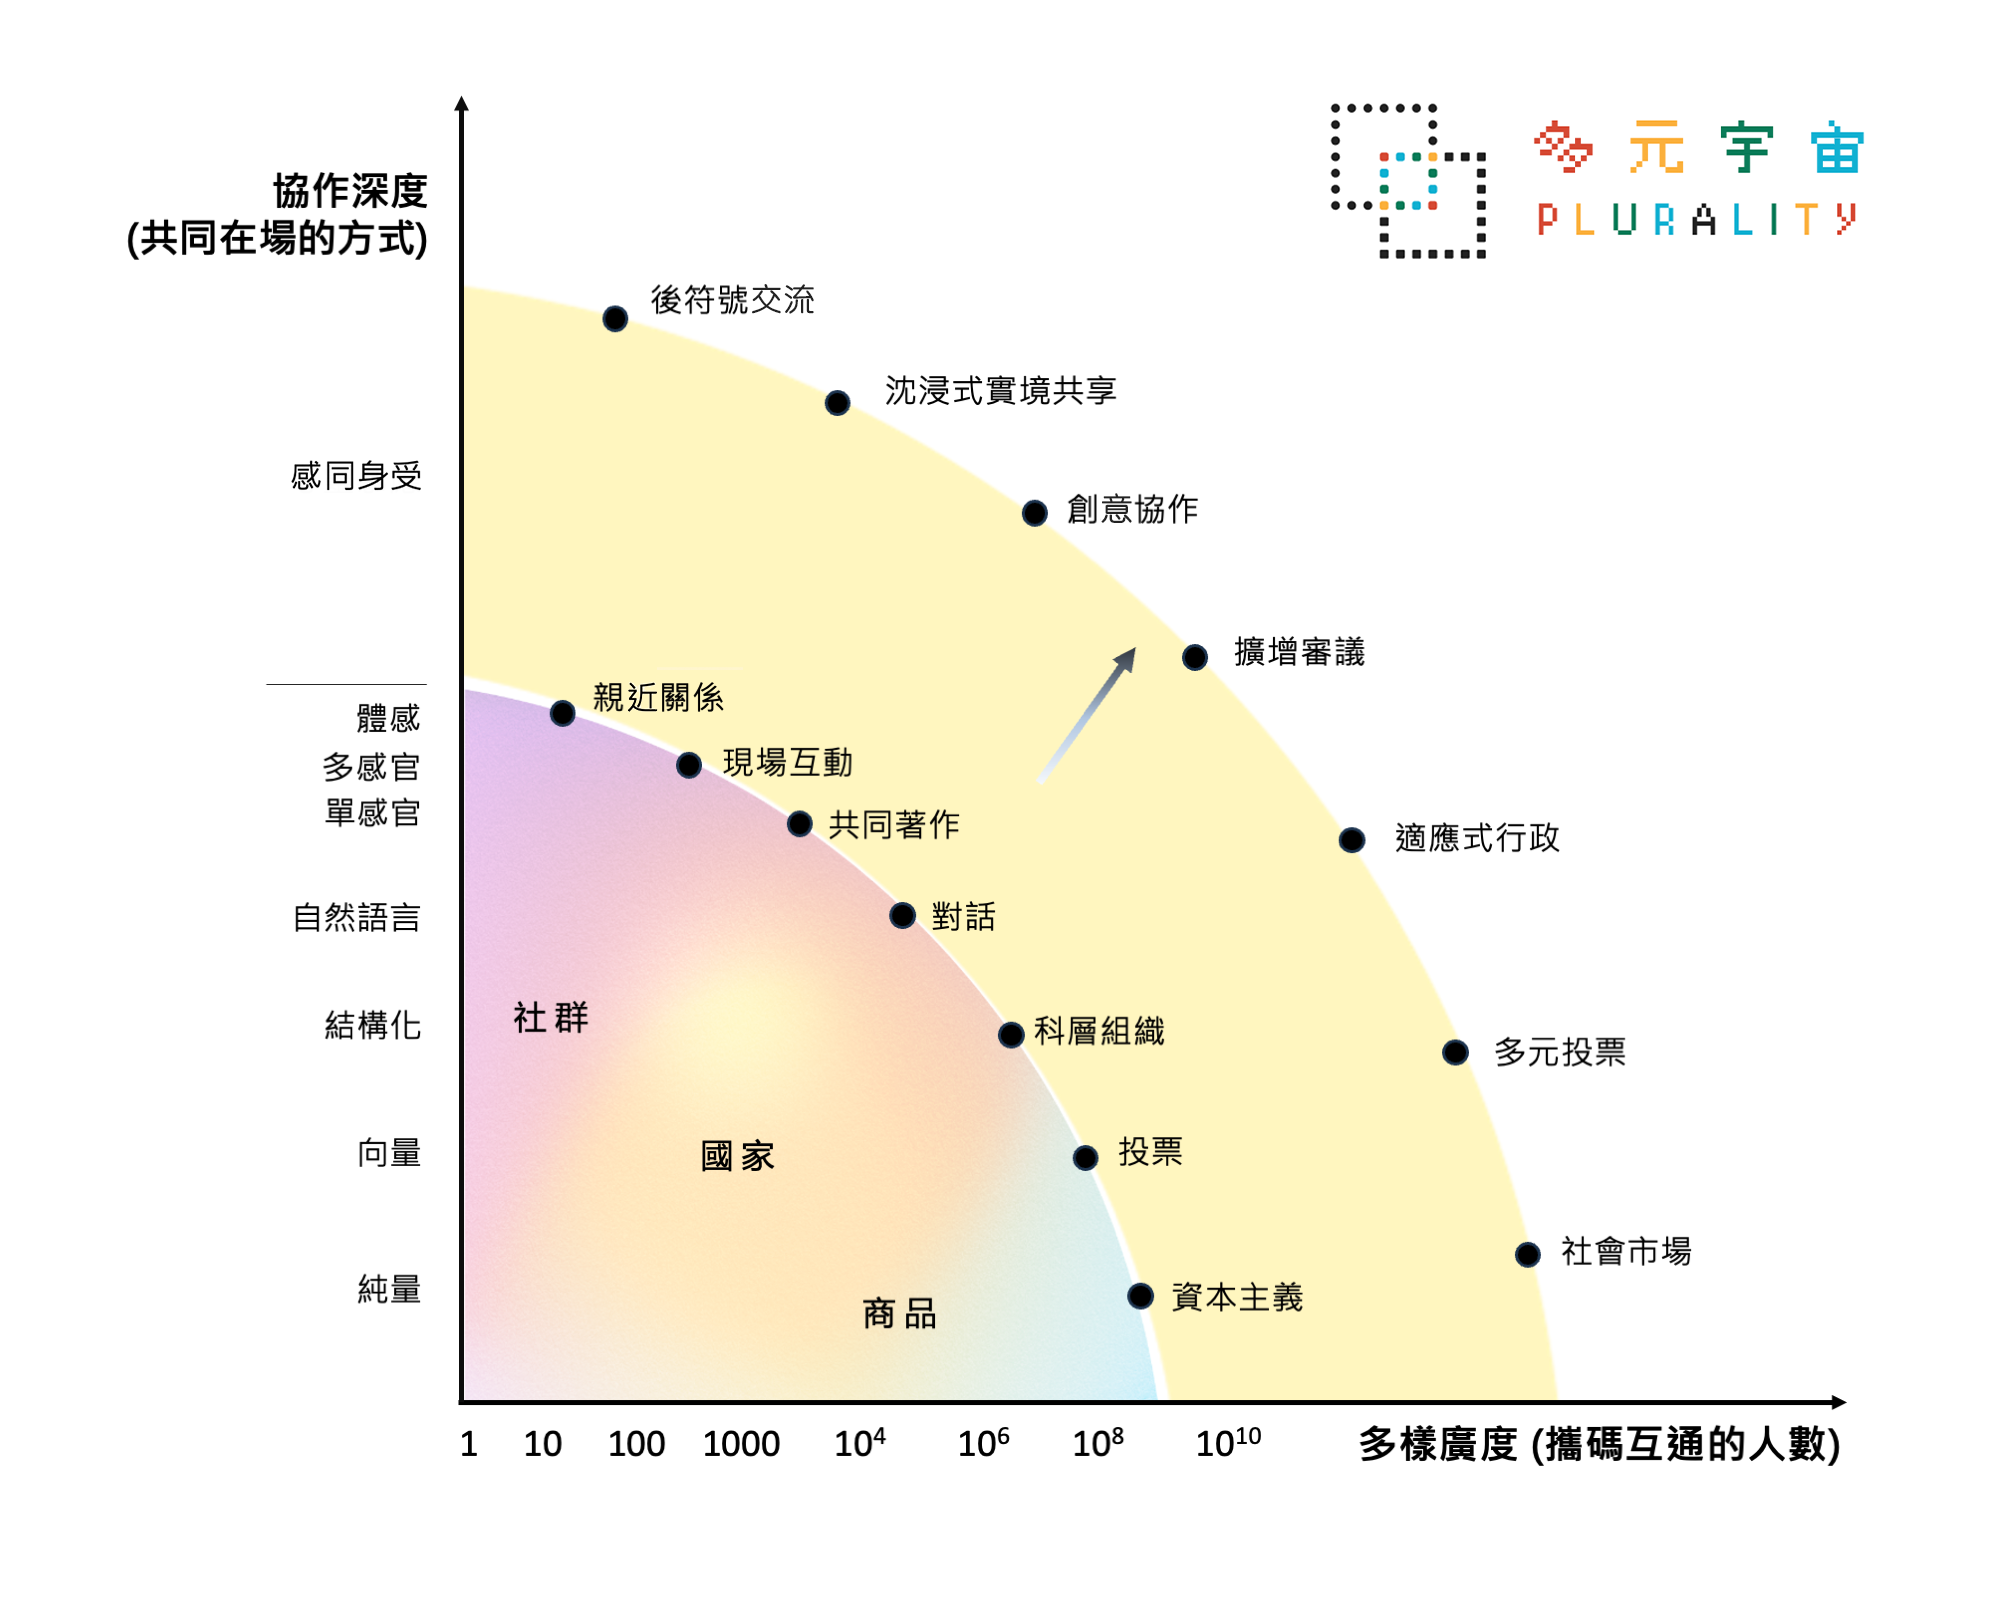 多元宇宙
PLURALITY
協作深度
(共同在場的方式)
後符號交流
沈浸式實境共享
感同身受
創意協作
擴增審議
親近關係
體感
現場互動
多感官
單感官
共同著作
適應式行政
對話
自然語言
社群
結構化
科層組織
多元投票
國家
向量
投票
社會市場
純量
商品
資本主義
1 10 100 1000 10⁴ 10⁶ 10⁸ 10¹⁰ 多樣廣度 (攜碼互通的人數)